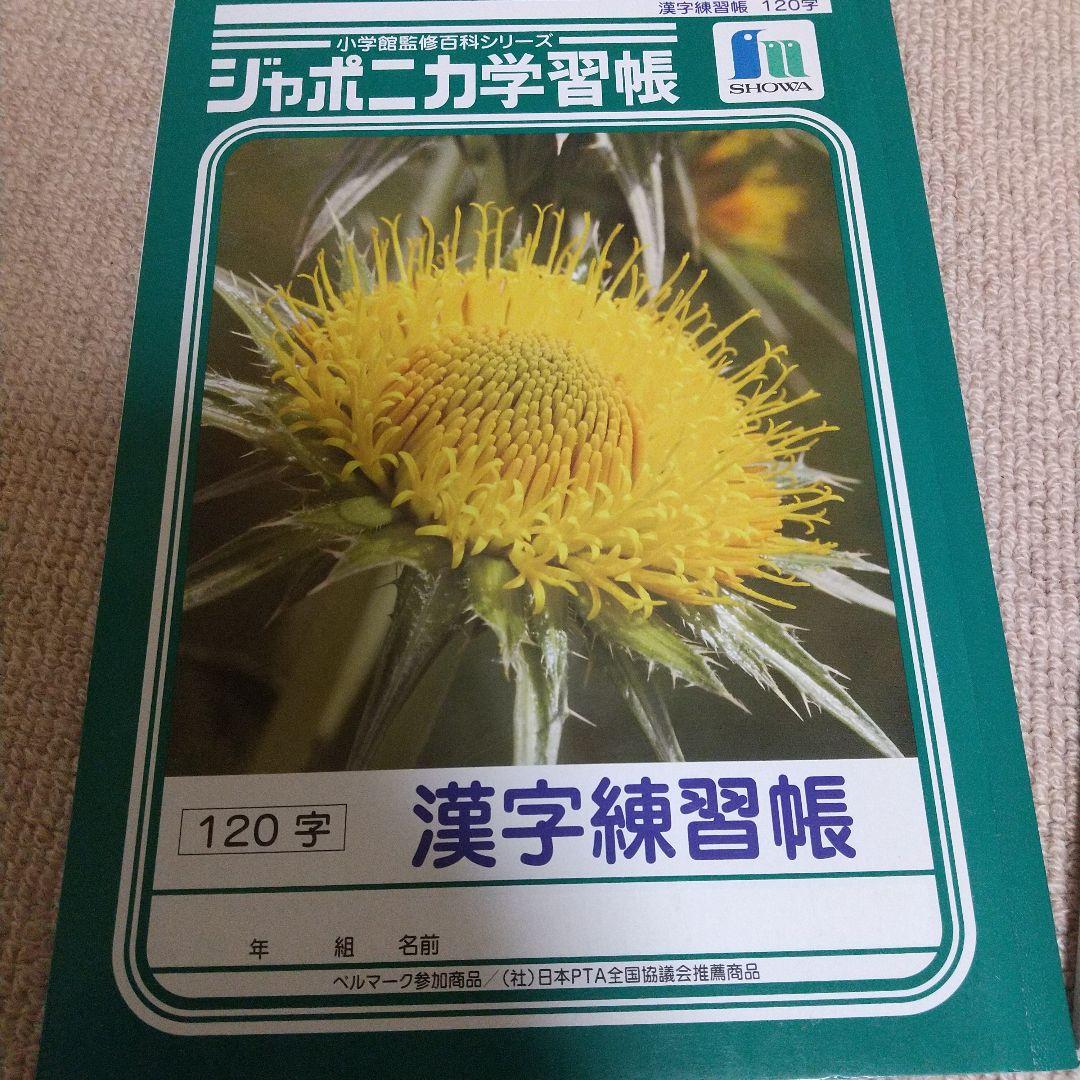 漢字練習帳 120字
小学館監修百科シリーズ
ジャポニカ学習帳
SHOWA
120字
漢字練習帳
年 組 名前
ベルマーク参加商品/(社)日本PTA全国協議会推薦商品